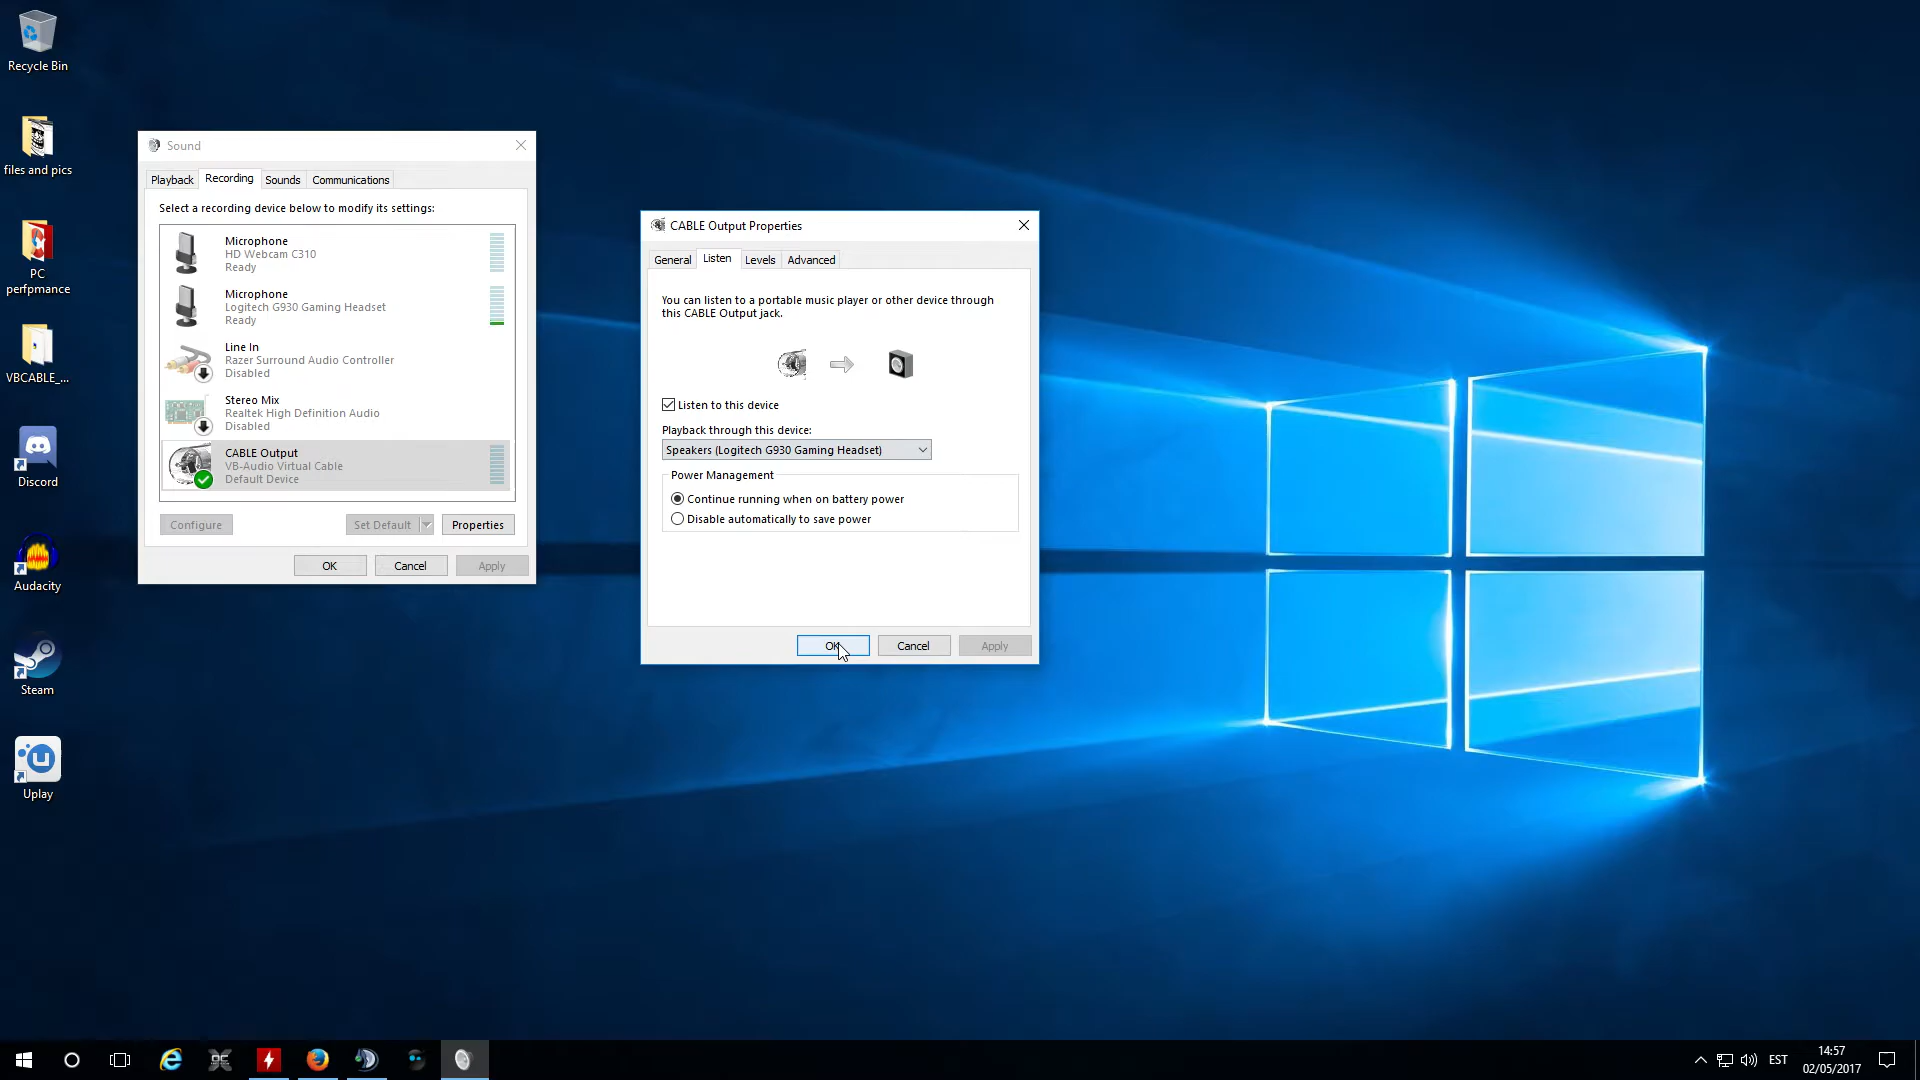 Recycle Bin
files and pics
PC
perfpmance
VBCABLE_...
Discord
Audacity
Steam
Uplay
Sound
Playback
Recording
Sounds
Communications
Select a recording device below to modify its settings:
Microphone
HD Webcam C310
Ready
Microphone
Logitech G930 Gaming Headset
Ready
Line In
Razer Surround Audio Controller
Disabled
Stereo Mix
Realtek High Definition Audio
Disabled
CABLE Output
VB-Audio Virtual Cable
Default Device
Configure
Set Default
Properties
OK
Cancel
Apply
CABLE Output Properties
General
Listen
Levels
Advanced
You can listen to a portable music player or other device through
this CABLE Output jack.
Listen to this device
Playback through this device:
Speakers (Logitech G930 Gaming Headset)
Power Management
Continue running when on battery power
Disable automatically to save power
OK
Cancel
Apply
EST
14:57
02/05/2017